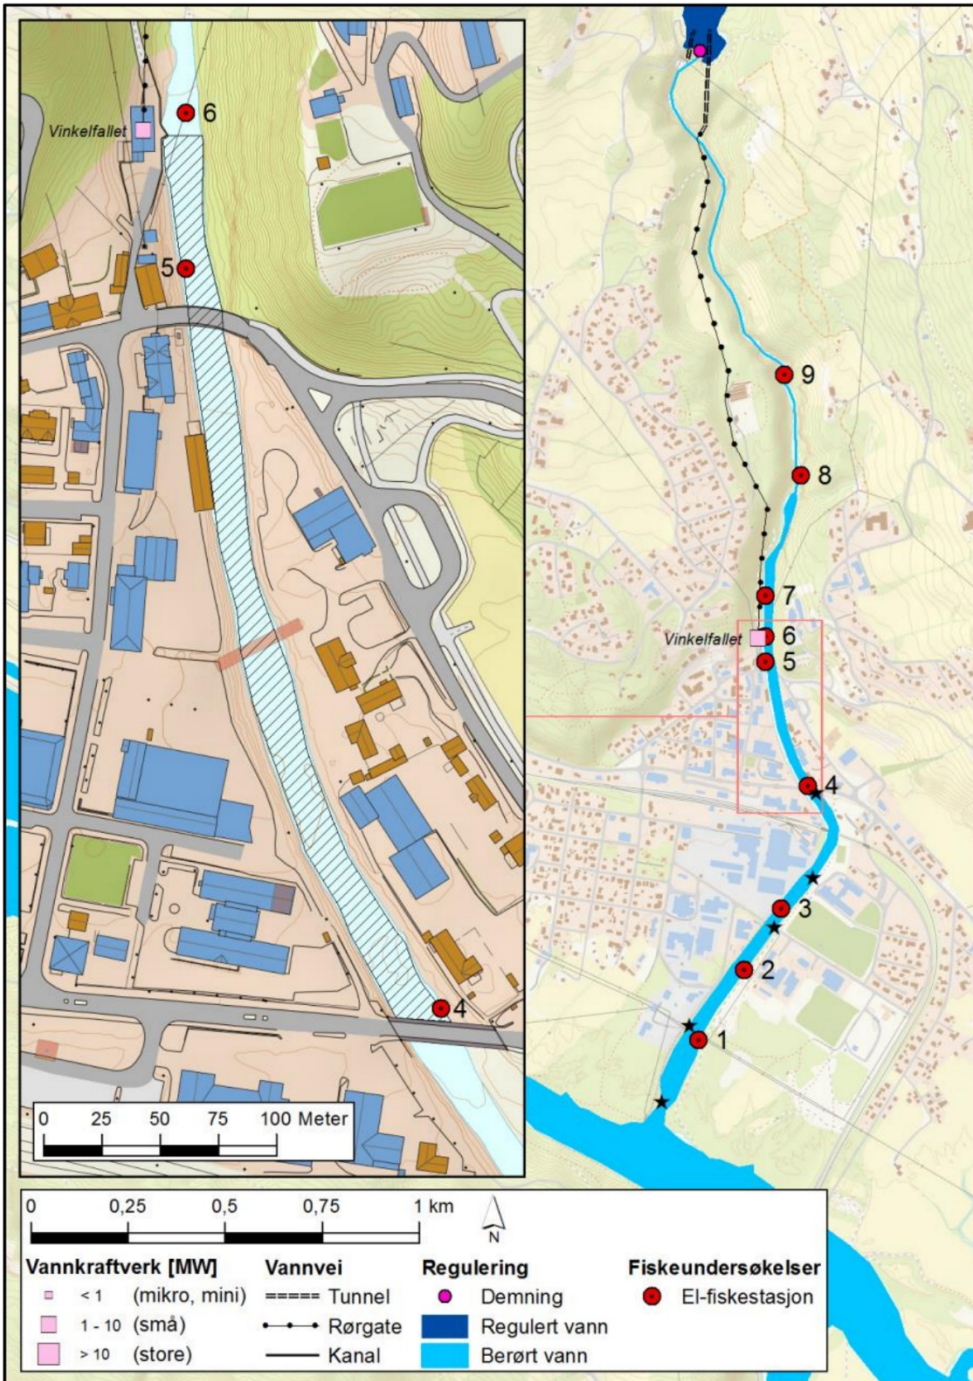 6
Vinkelfallet
5
4
0 25 50 75 100 Meter
9
8
7
Vinkelfallet
6
5
4
3
2
1
0 0,25 0,5 0,75 1 km
N
Vannkraftverk [MW]
< 1 (mikro, mini)
1 - 10 (små)
> 10 (store)
Vannvei
Tunnel
Rørgate
Kanal
Regulering
Demning
Regulert vann
Berørt vann
Fiskeundersøkelser
El-fiskestasjon